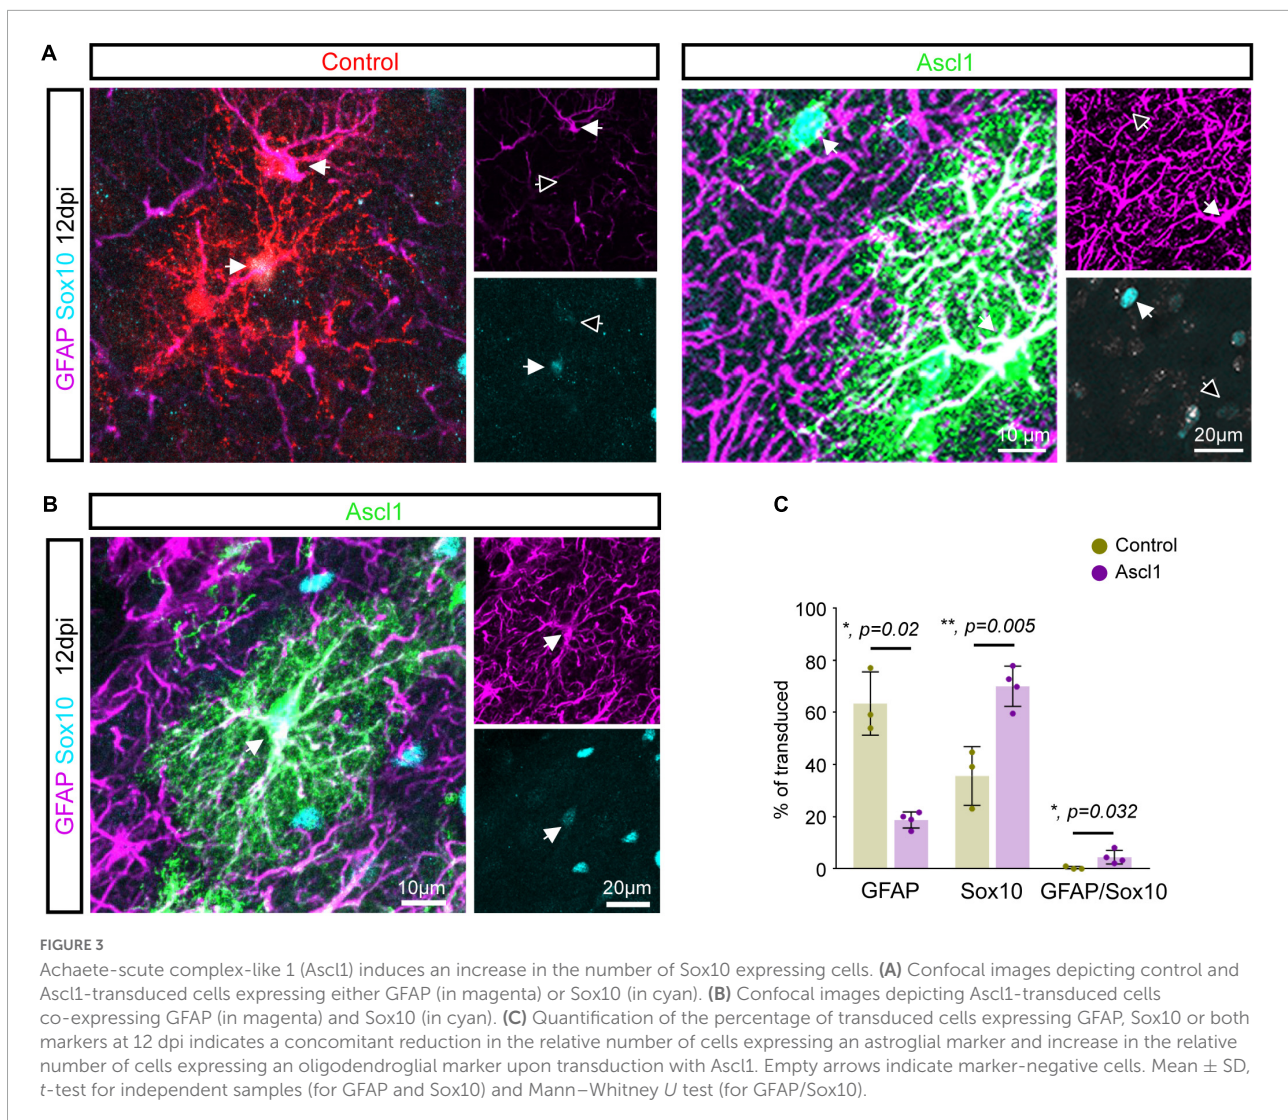 A
Control
Ascl1
GFAP Sox10 12dpi
10 µm
20µm
B
Ascl1
GFAP Sox10 12dpi
10µm
20µm
C
Control
Ascl1
% of transduced
100
80
60
40
20
0
*, p=0.02
**, p=0.005
*, p=0.032
GFAP
Sox10
GFAP/Sox10
FIGURE 3
Achaete-scute complex-like 1 (Ascl1) induces an increase in the number of Sox10 expressing cells. (A) Confocal images depicting control and
Ascl1-transduced cells expressing either GFAP (in magenta) or Sox10 (in cyan). (B) Confocal images depicting Ascl1-transduced cells
co-expressing GFAP (in magenta) and Sox10 (in cyan). (C) Quantification of the percentage of transduced cells expressing GFAP, Sox10 or both
markers at 12 dpi indicates a concomitant reduction in the relative number of cells expressing an astroglial marker and increase in the relative
number of cells expressing an oligodendroglial marker upon transduction with Ascl1. Empty arrows indicate marker-negative cells. Mean ± SD,
t-test for independent samples (for GFAP and Sox10) and Mann–Whitney U test (for GFAP/Sox10).